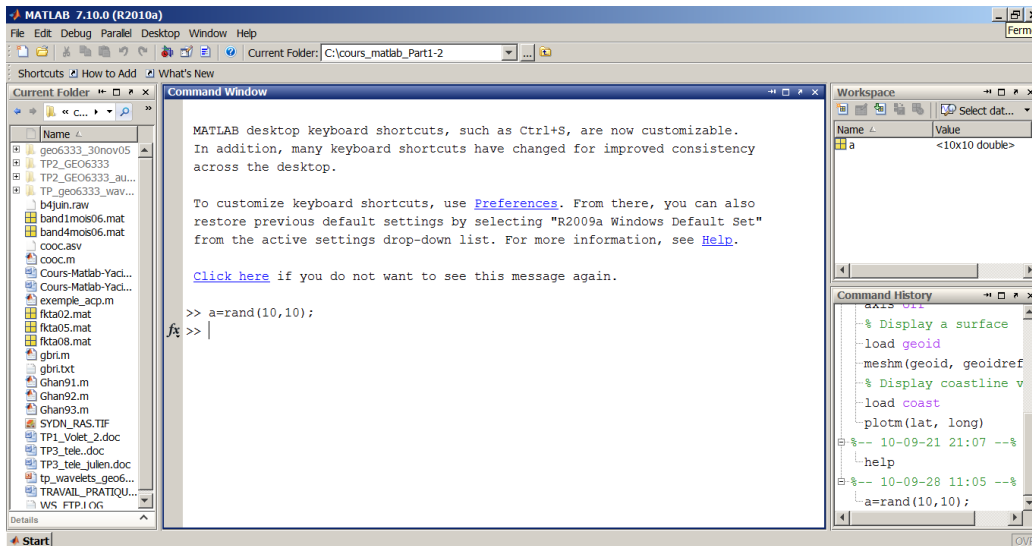 MATLAB 7.10.0 (R2010a)
File Edit Debug Parallel Desktop Window Help
Ferm
Current Folder: C:\cours_matlab_Part1-2
Shortcuts How to Add What's New
Current Folder
« c...
Name
geo6333_30nov05
TP2_GEO6333
TP2_GEO6333_au...
TP_geo6333_wav...
b4juin.raw
band1mois06.mat
band4mois06.mat
cooc.asv
cooc.m
Cours-Matlab-Yaci...
Cours-Matlab-Yaci...
exemple_acp.m
fkta02.mat
fkta05.mat
fkta08.mat
gbri.m
gbri.txt
Ghan91.m
Ghan92.m
Ghan93.m
SYDN_RAS.TIF
TP1_Volet_2.doc
TP3_tele..doc
TP3_tele_julien.doc
tp_wavelets_geo6...
TRAVAIL_PRATIQU...
WS_FTP.LOG
Details
Command Window
MATLAB desktop keyboard shortcuts, such as Ctrl+S, are now customizable.
In addition, many keyboard shortcuts have changed for improved consistency
across the desktop.
To customize keyboard shortcuts, use Preferences. From there, you can also
restore previous default settings by selecting "R2009a Windows Default Set"
from the active settings drop-down list. For more information, see Help.
Click here if you do not want to see this message again.
>> a=rand(10,10);
fx >>
Workspace
Select dat...
Name Value
a <10x10 double>
Command History
axis off
% Display a surface
load geoid
meshm(geoid, geoidref
% Display coastline v
load coast
plotm(lat, long)
%-- 10-09-21 21:07 --%
help
%-- 10-09-28 11:05 --%
a=rand(10,10);
Start
OVR